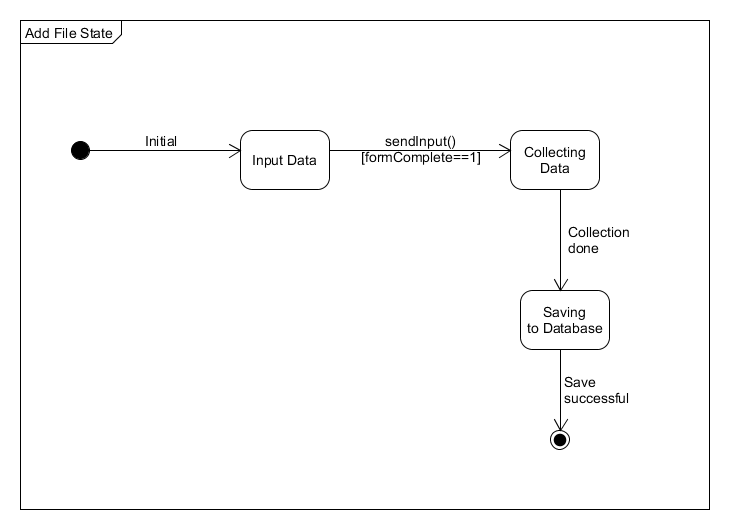 Add File State
Initial
Input Data
sendInput()
[formComplete==1]
Collecting
Data
Collection
done
Saving
to Database
Save
successful